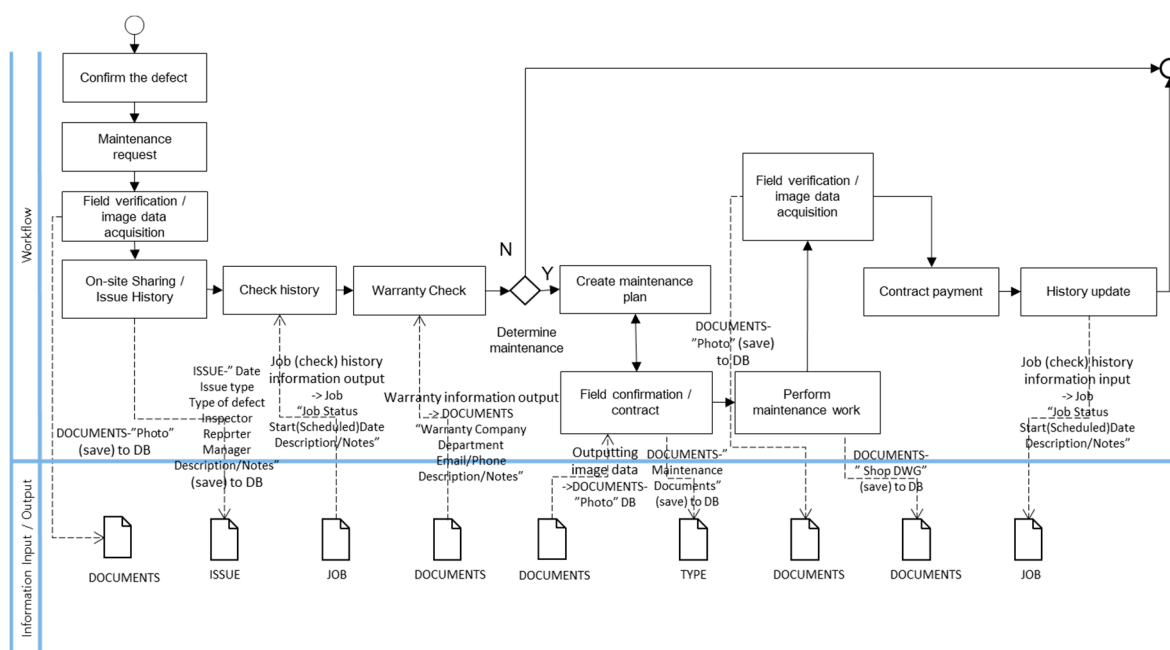 Workflow
Confirm the defect
Maintenance
request
Field verification /
image data
acquisition
On-site Sharing /
Issue History
Check history
Warranty Check
N
Y
Determine
maintenance
Create maintenance
plan
Field confirmation /
contract
Perform
maintenance work
Field verification /
image data
acquisition
Contract payment
History update
DOCUMENTS-"Photo"
(save) to DB
ISSUE-" Date
Issue type
Type of defect
Inspector
Reporter
Manager
Description/Notes"
(save) to DB
Job (check) history
information output
-> Job
"Job Status
Start(Scheduled)Date
Description/Notes"
Warranty information output
-> DOCUMENTS
"Warranty Company
Department
Email/Phone
Description/Notes"
Outputting
image data
->DOCUMENTS-
"Photo" DB
DOCUMENTS-"
Maintenance
Documents"
(save) to DB
DOCUMENTS-
"Photo" (save)
to DB
DOCUMENTS-
" Shop DWG"
(save) to DB
Job (check) history
information input
-> Job
"Job Status
Start(Scheduled)Date
Description/Notes"
Information Input / Output
DOCUMENTS
ISSUE
JOB
DOCUMENTS
DOCUMENTS
TYPE
DOCUMENTS
DOCUMENTS
JOB